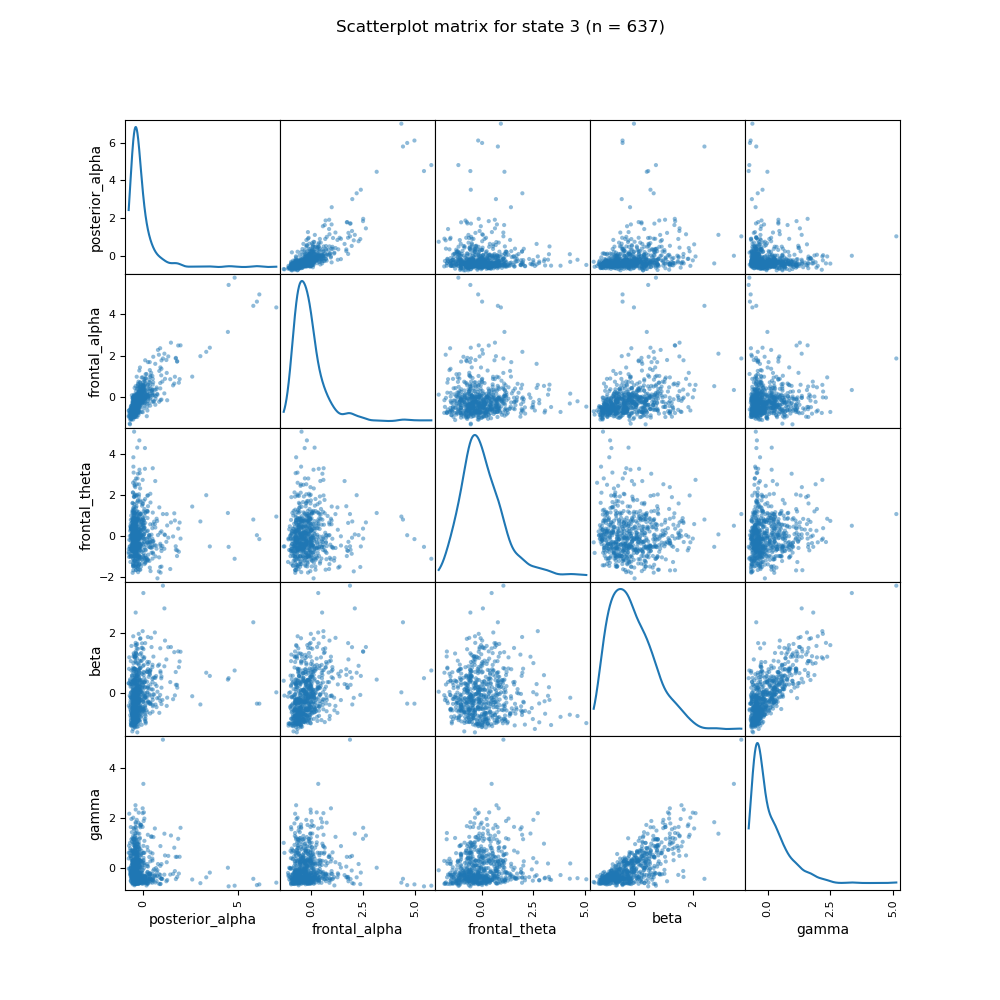 Scatterplot matrix for state 3 (n = 637)
posterior_alpha
6
4
2
0
frontal_alpha
4
2
0
frontal_theta
4
2
0
−2
beta
2
0
gamma
4
2
0
0 5 0.0 2.5 5.0 0.0 2.5 5.0 0 2 0.0 2.5 5.0
posterior_alpha frontal_alpha frontal_theta beta gamma